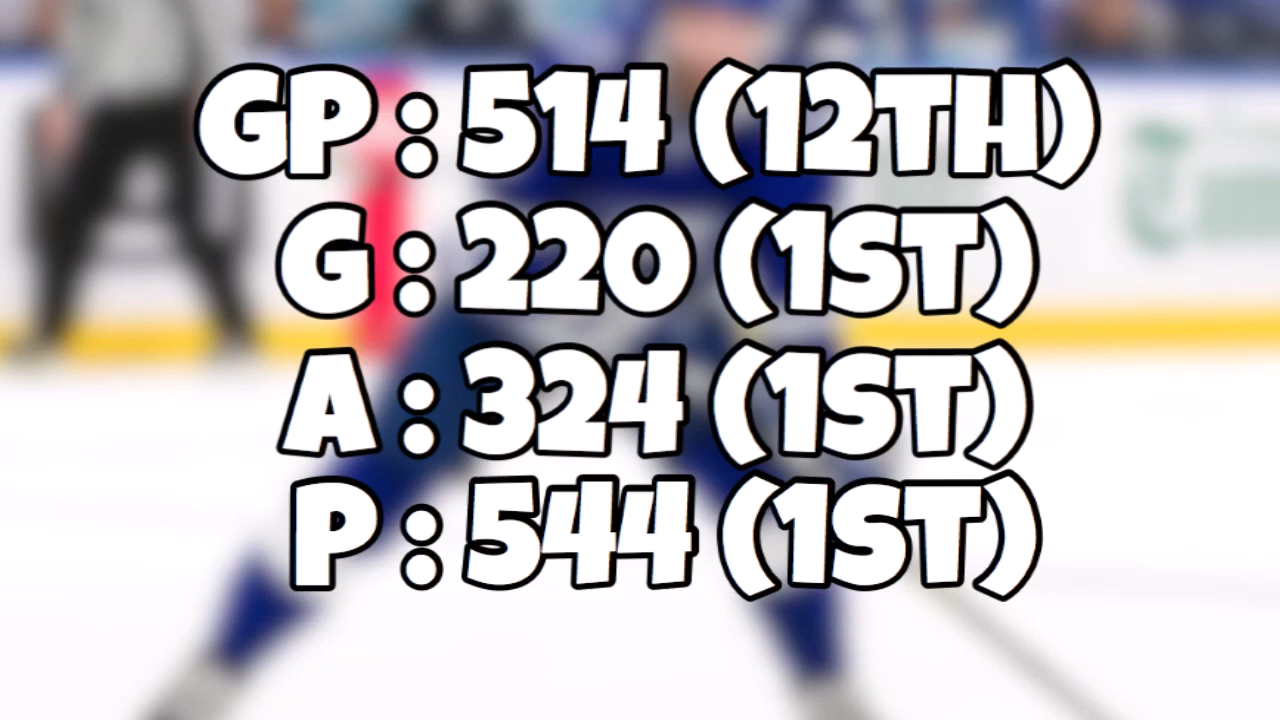 GP : 514 (12TH)
G : 220 (1ST)
A : 324 (1ST)
P : 544 (1ST)